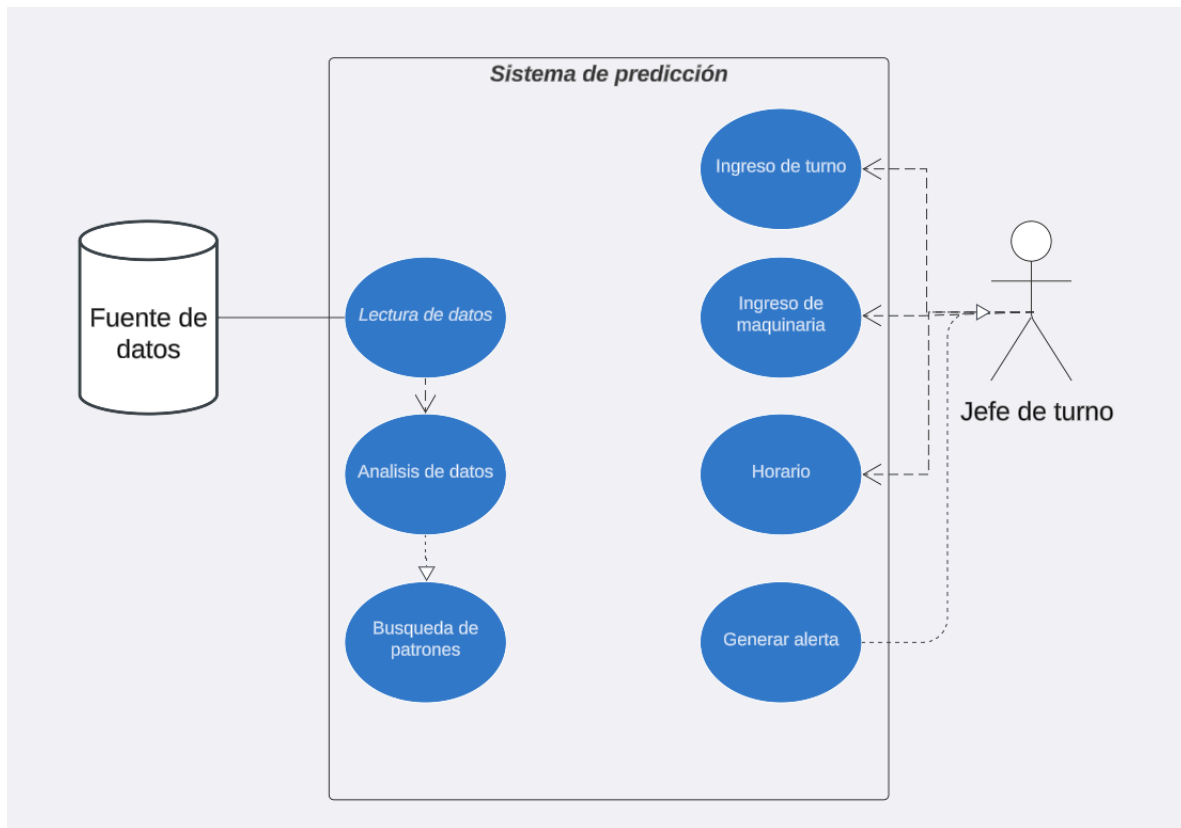 Sistema de predicción
Ingreso de turno
Fuente de
datos
Lectura de datos
Ingreso de
maquinaria
Jefe de turno
Analisis de datos
Horario
Busqueda de
patrones
Generar alerta